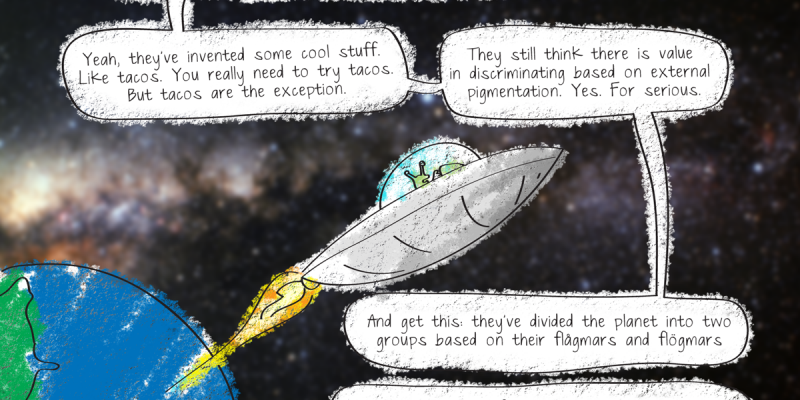 Yeah, they've invented some cool stuff.
Like tacos. You really need to try tacos.
But tacos are the exception.
They still think there is value
in discriminating based on external
pigmentation. Yes. For serious.
And get this: they've divided the planet into two
groups based on their flågmars and flögmars